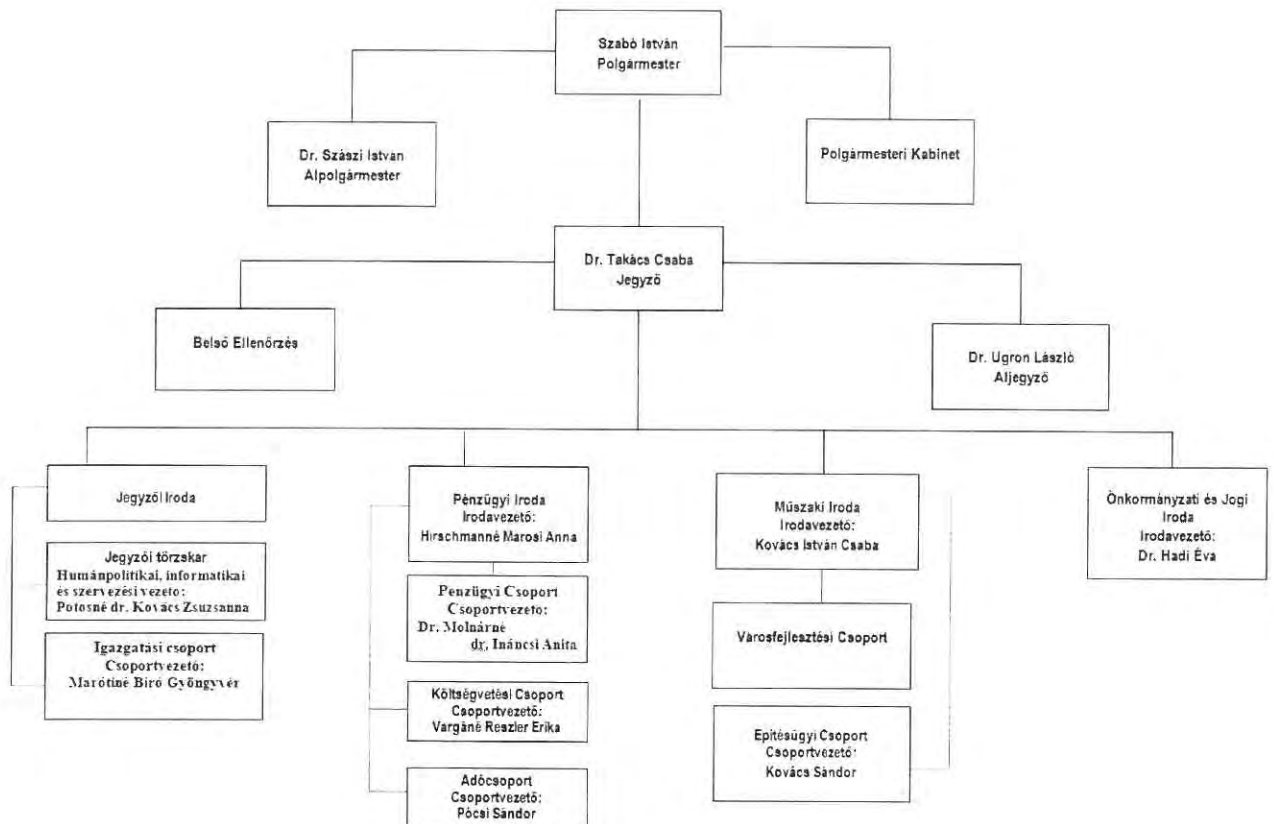 Szabó István
Polgármester
Dr. Szászi István
Alpolgármester
Polgármesteri Kabinet
Dr. Takács Csaba
Jegyző
Belső Ellenőrzés
Dr. Ugron László
Aljegyző
Jegyzői Iroda
Jegyzői törzskar
Humánpolitikai, informatikai
és szervezési vezető:
Potosné dr. Kovács Zsuzsanna
Igazgatási csoport
Csoportvezető:
Marótiné Biró Gyöngyvér
Pénzügyi Iroda
Irodavezető:
Hirschmanné Marosi Anna
Penzügyi Csoport
Csoportvezető:
Dr. Molnárné
dr. Ináncsi Anita
Költségvetési Csoport
Csoportvezető:
Vargáné Reszler Erika
Adócsoport
Csoportvezető:
Pócsi Sándor
Műszaki Iroda
Irodavezető:
Kovács István Csaba
Városfejlesztési Csoport
Építésügyi Csoport
Csoportvezető:
Kovács Sándor
Önkormányzati és Jogi
Iroda
Irodavezető:
Dr. Hadi Éva